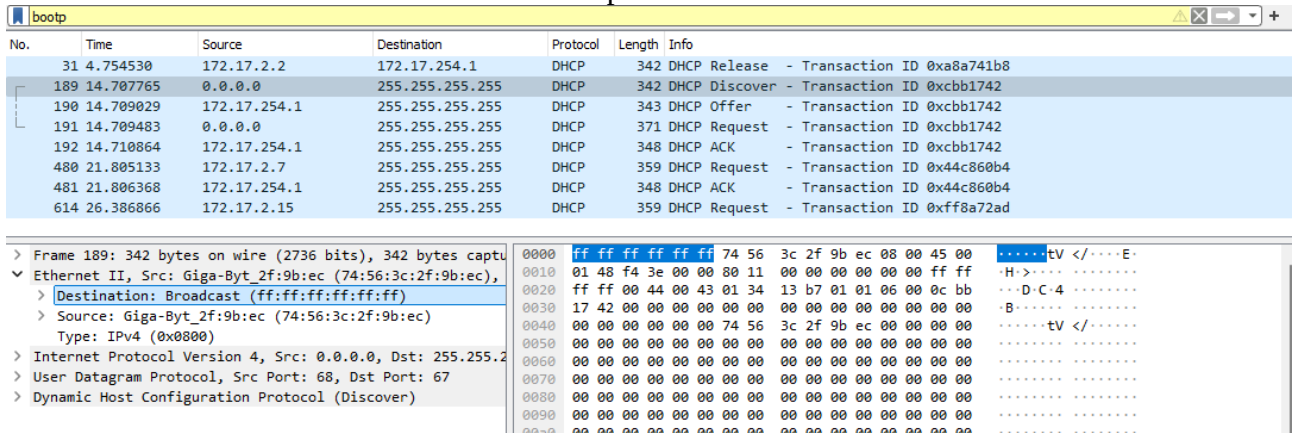 bootp
No. Time Source Destination Protocol Length Info
31 4.754530 172.17.2.2 172.17.254.1 DHCP 342 DHCP Release - Transaction ID 0xa8a741b8
189 14.707765 0.0.0.0 255.255.255.255 DHCP 342 DHCP Discover - Transaction ID 0xcbb1742
190 14.709029 172.17.254.1 255.255.255.255 DHCP 343 DHCP Offer - Transaction ID 0xcbb1742
191 14.709483 0.0.0.0 255.255.255.255 DHCP 371 DHCP Request - Transaction ID 0xcbb1742
192 14.710864 172.17.254.1 255.255.255.255 DHCP 348 DHCP ACK - Transaction ID 0xcbb1742
480 21.805133 172.17.2.7 255.255.255.255 DHCP 359 DHCP Request - Transaction ID 0x44c860b4
481 21.806368 172.17.254.1 255.255.255.255 DHCP 348 DHCP ACK - Transaction ID 0x44c860b4
614 26.386866 172.17.2.15 255.255.255.255 DHCP 359 DHCP Request - Transaction ID 0xff8a72ad
> Frame 189: 342 bytes on wire (2736 bits), 342 bytes captu
Ethernet II, Src: Giga-Byt_2f:9b:ec (74:56:3c:2f:9b:ec),
> Destination: Broadcast (ff:ff:ff:ff:ff:ff)
> Source: Giga-Byt_2f:9b:ec (74:56:3c:2f:9b:ec)
Type: IPv4 (0x0800)
> Internet Protocol Version 4, Src: 0.0.0.0, Dst: 255.255.2
> User Datagram Protocol, Src Port: 68, Dst Port: 67
> Dynamic Host Configuration Protocol (Discover)
0000 ff ff ff ff ff ff 74 56 3c 2f 9b ec 08 00 45 00 ······tV </····E·
0010 01 48 f4 3e 00 00 80 11 00 00 00 00 00 00 ff ff ·H·>···· ········
0020 ff ff 00 44 00 43 01 34 13 b7 01 01 06 00 0c bb ···D·C·4 ········
0030 17 42 00 00 00 00 00 00 00 00 00 00 00 00 00 00 ·B······ ········
0040 00 00 00 00 00 00 74 56 3c 2f 9b ec 00 00 00 00 ······tV </······
0050 00 00 00 00 00 00 00 00 00 00 00 00 00 00 00 00 ········ ········
0060 00 00 00 00 00 00 00 00 00 00 00 00 00 00 00 00 ········ ········
0070 00 00 00 00 00 00 00 00 00 00 00 00 00 00 00 00 ········ ········
0080 00 00 00 00 00 00 00 00 00 00 00 00 00 00 00 00 ········ ········
0090 00 00 00 00 00 00 00 00 00 00 00 00 00 00 00 00 ········ ········